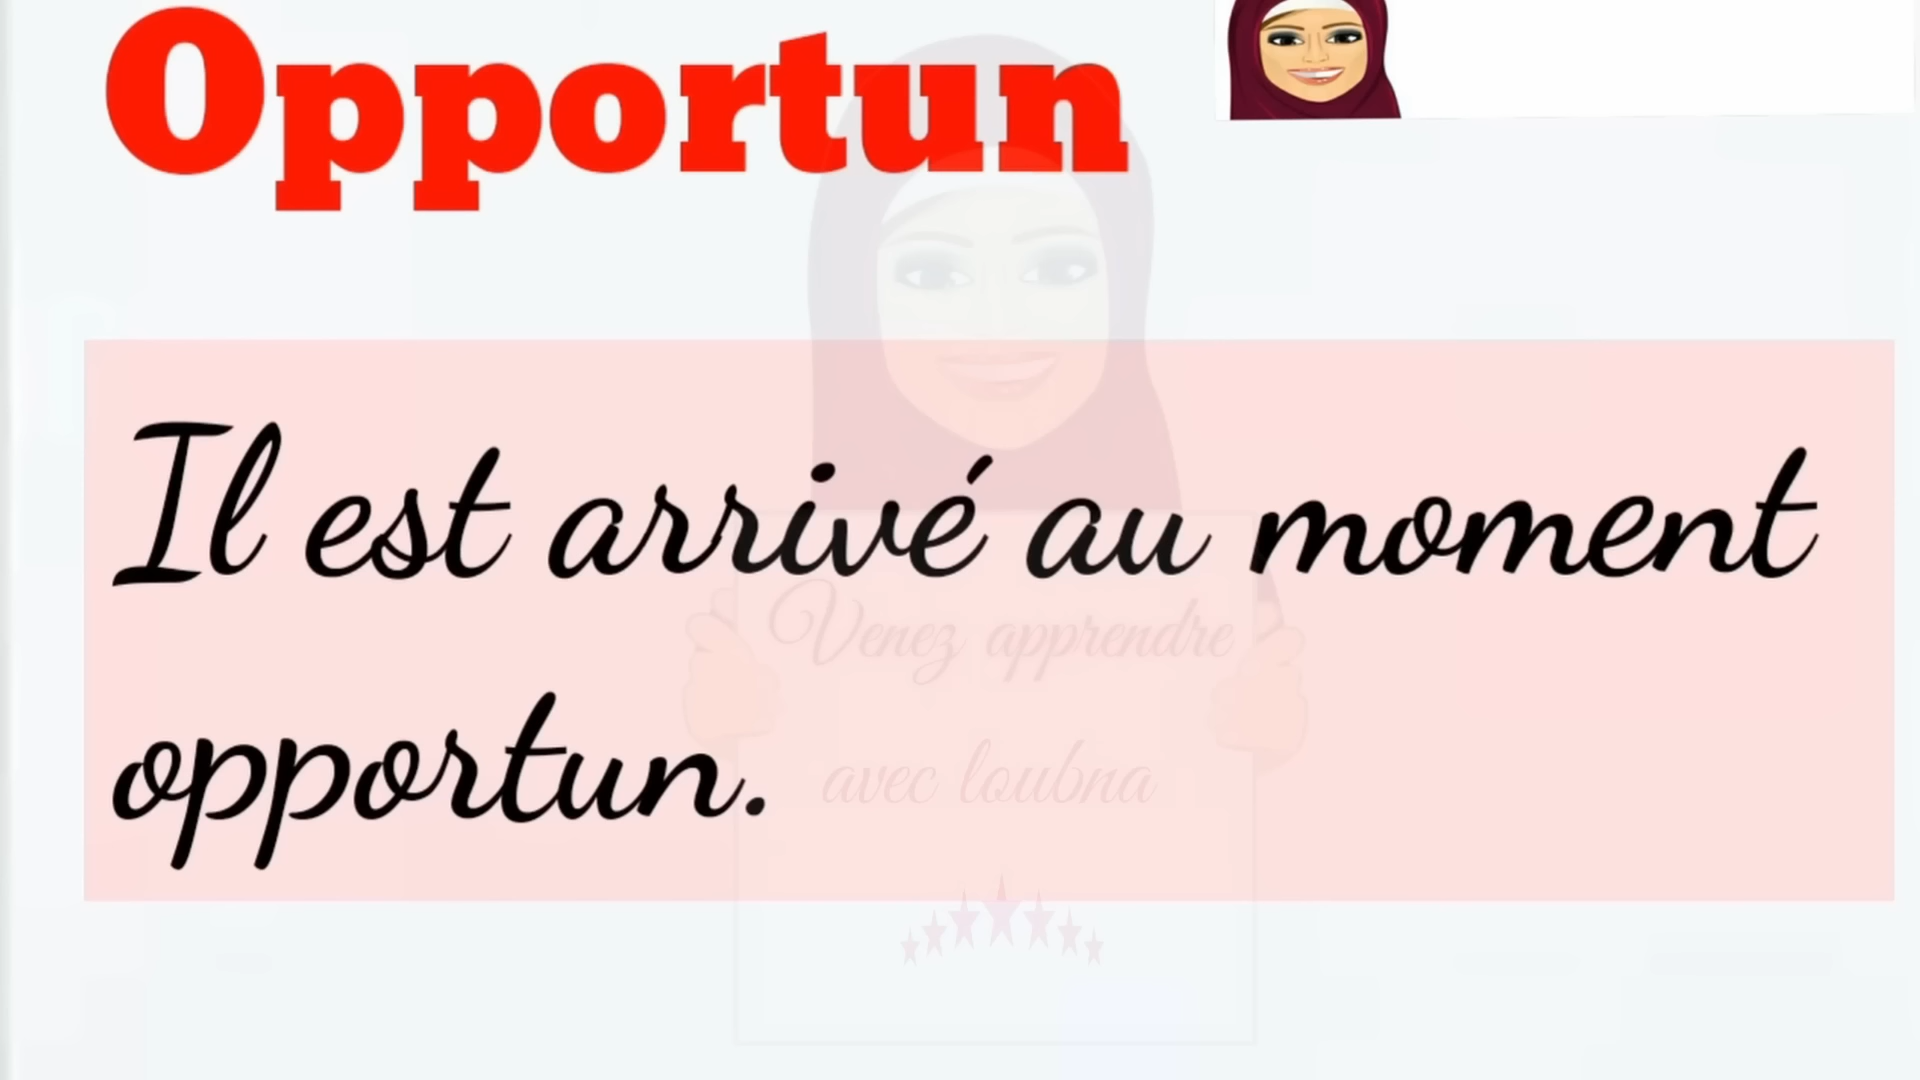 Opportun
Il est arrivé au moment
opportun.
Venez apprendre
avec loubna